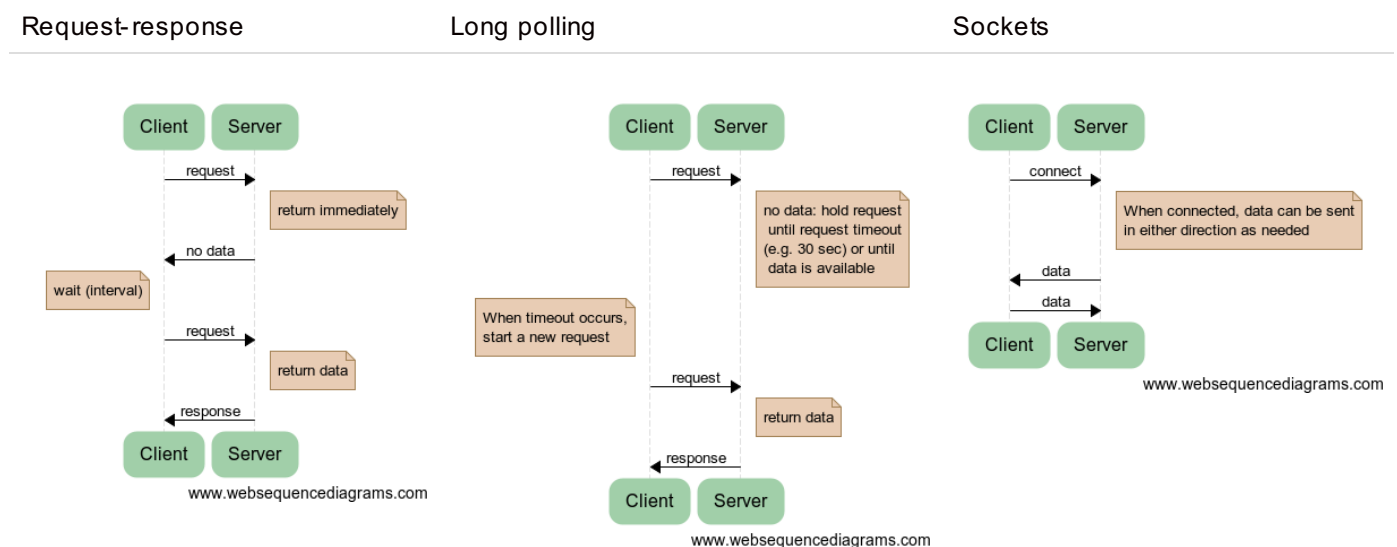 Request-response
Long polling
Sockets
Client
Server
request
return immediately
no data
wait (interval)
request
return data
response
Client
Server
www.websequencediagrams.com
Client
Server
request
no data: hold request
until request timeout
(e.g. 30 sec) or until
data is available
When timeout occurs,
start a new request
request
return data
response
Client
Server
www.websequencediagrams.com
Client
Server
connect
When connected, data can be sent
in either direction as needed
data
data
Client
Server
www.websequencediagrams.com